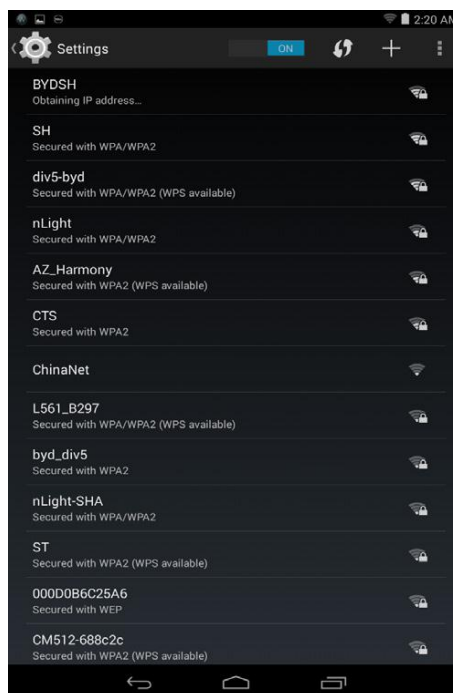 2:20 AM
Settings
ON
BYDSH
Obtaining IP address...
SH
Secured with WPA/WPA2
div5-byd
Secured with WPA/WPA2 (WPS available)
nLight
Secured with WPA/WPA2
AZ_Harmony
Secured with WPA2 (WPS available)
CTS
Secured with WPA2
ChinaNet
L561_B297
Secured with WPA/WPA2 (WPS available)
byd_div5
Secured with WPA2
nLight-SHA
Secured with WPA/WPA2
ST
Secured with WPA2 (WPS available)
000D0B6C25A6
Secured with WEP
CM512-688c2c
Secured with WPA2 (WPS available)